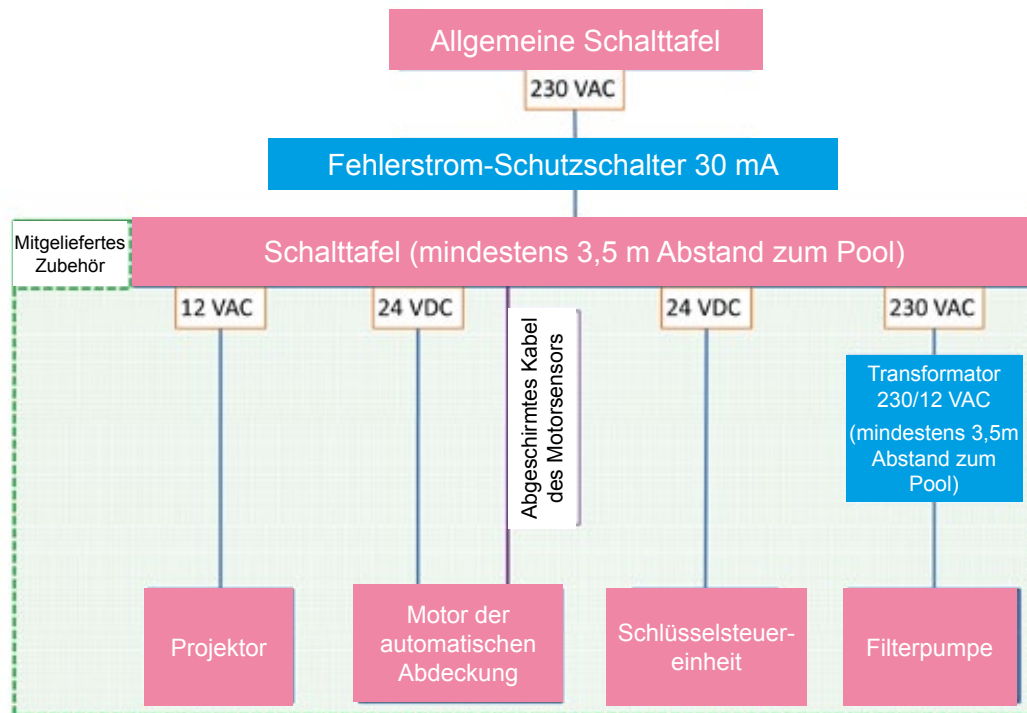 Allgemeine Schalttafel
230 VAC
Fehlerstrom-Schutzschalter 30 mA
Mitgeliefertes
Zubehör
Schalttafel (mindestens 3,5 m Abstand zum Pool)
12 VAC
24 VDC
Abgeschirmtes Kabel
des Motorsensors
24 VDC
230 VAC
Transformator
230/12 VAC
(mindestens 3,5m
Abstand zum
Pool)
Projektor
Motor der
automatischen
Abdeckung
Schlüsselsteuer-
einheit
Filterpumpe